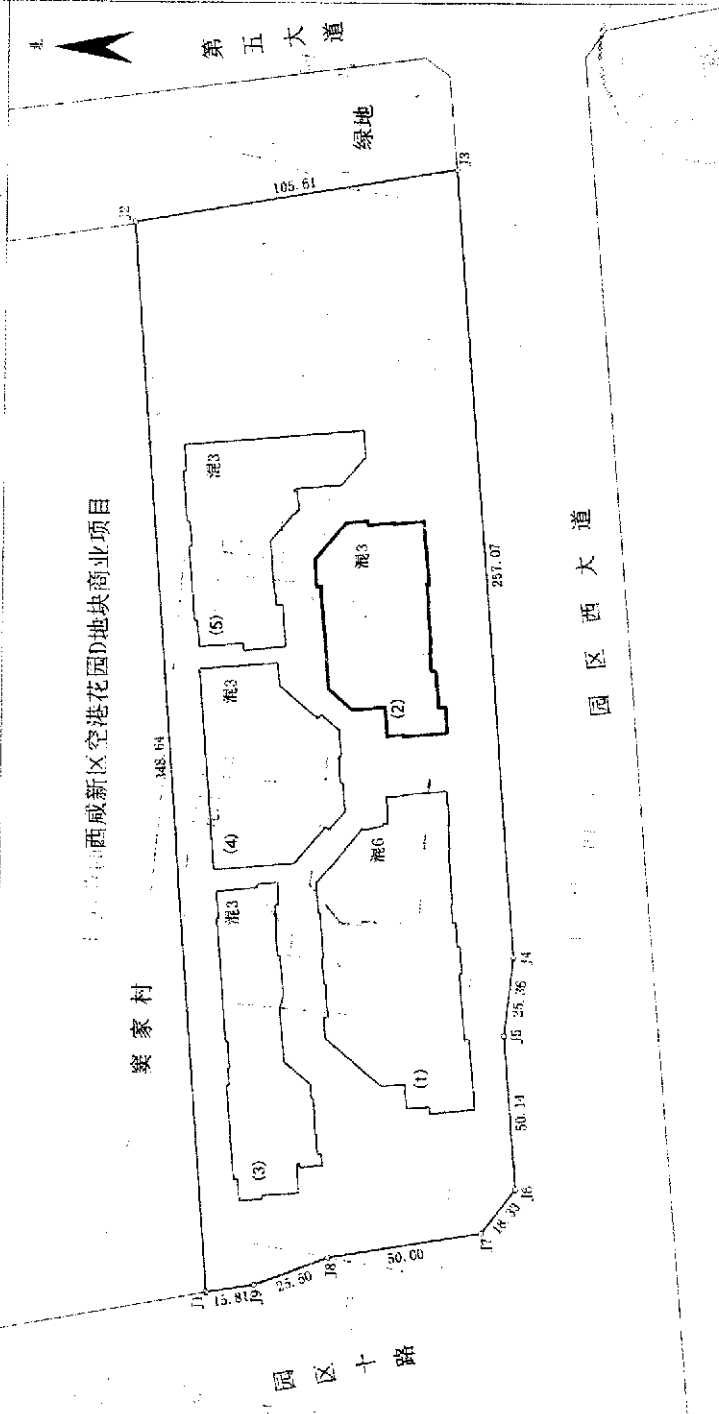 北
第五大道
绿地
J2
105.61
J3
西咸新区空港花园D地块商业项目
348.64
窦家村
混3
(5)
混3
(2)
混3
(4)
混6
(1)
混3
(3)
257.07
园区西大道
J4
25.36
J5
50.14
J6
18.39
J7
50.00
J8
25.50
J9
15.81
J1
园区十路